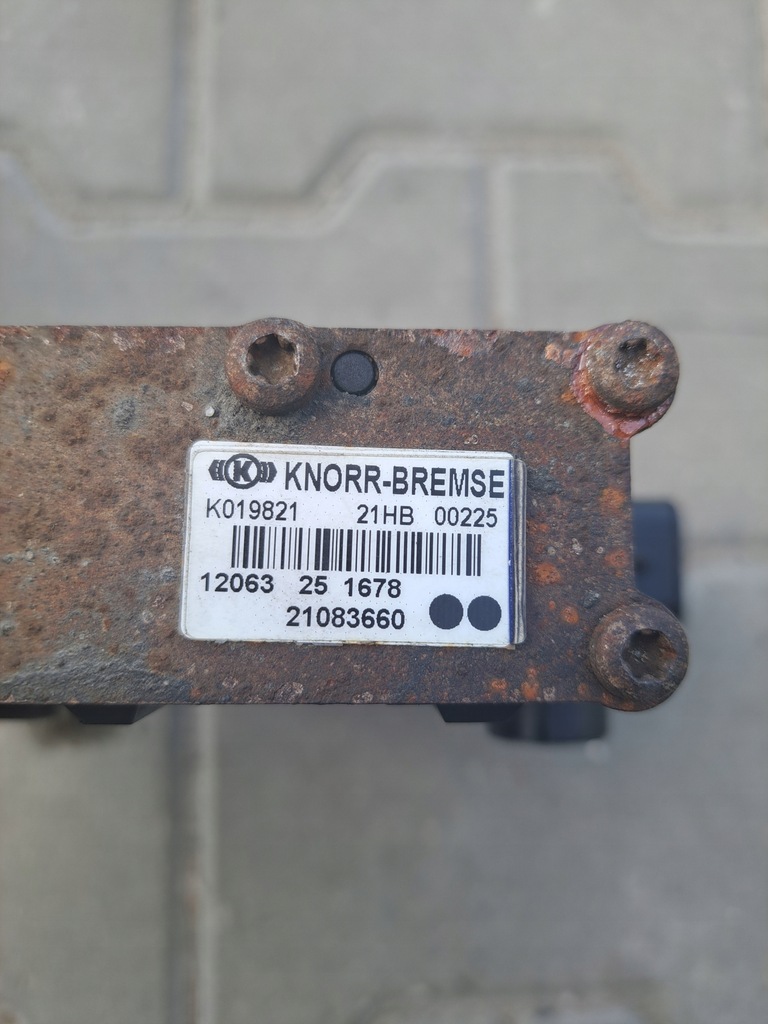 K KNORR-BREMSE
K019821 21HB 00225
12063 25 1678
21083660